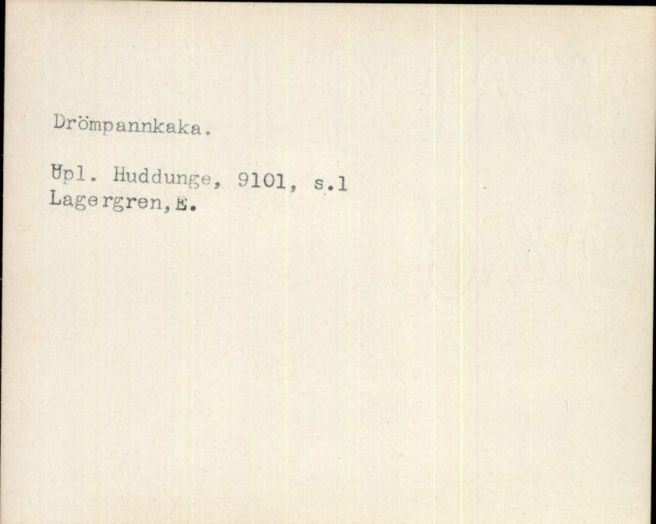 Drömpannkaka.
Upl. Huddunge, 9101, s.1
Lagergren,E.